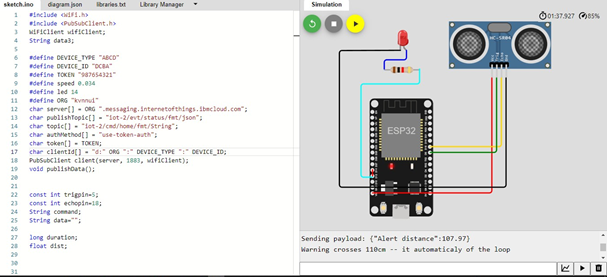 sketch.ino
diagram.json
libraries.txt
Library Manager
Simulation
01:37.927
85%
1 #include <WiFi.h>
2 #include <PubSubClient.h>
3 WiFiClient wifiClient;
4 String data3;
5
6 #define DEVICE_TYPE "ABCD"
7 #define DEVICE_ID "DCBA"
8 #define TOKEN "987654321"
9 #define speed 0.034
10 #define led 14
11 #define ORG "kvnnui"
12 char server[] = ORG ".messaging.internetofthings.ibmcloud.com";
13 char publishTopic[] = "iot-2/evt/status/fmt/json";
14 char topic[] = "iot-2/cmd/home/fmt/String";
15 char authMethod[] = "use-token-auth";
16 char token[] = TOKEN;
17 char clientId[] = "d:" ORG ":" DEVICE_TYPE ":" DEVICE_ID;
18 PubSubClient client(server, 1883, wifiClient);
19 void publishData();
20
21
22 const int trigpin=5;
23 const int echopin=18;
24 String command;
25 String data="";
26
27 long duration;
28 float dist;
29
30
31
HC-SR04
ESP32
Sending payload: {"Alert distance":107.97}
Warning crosses 110cm -- it automaticaly of the loop